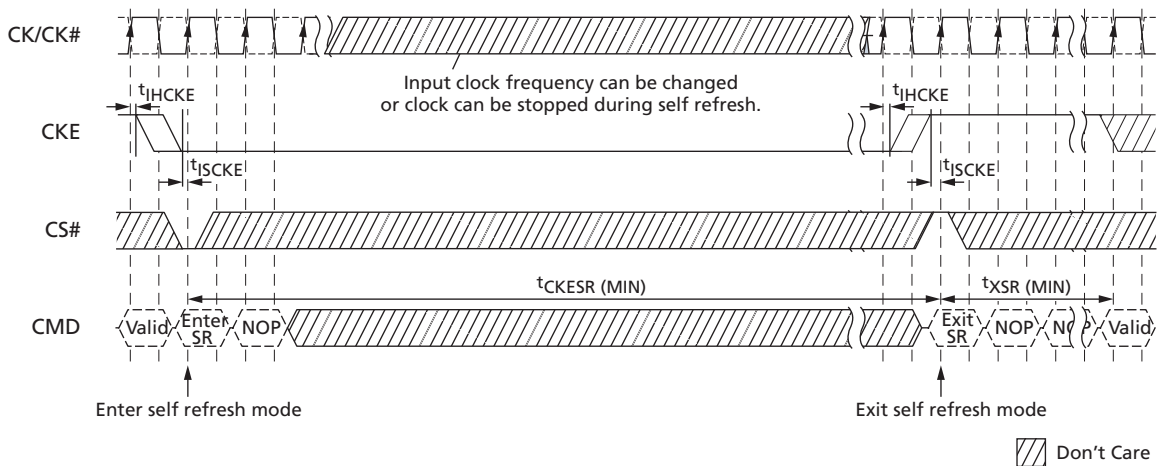 CK/CK#
Input clock frequency can be changed
or clock can be stopped during self refresh.
tIHCKE
tIHCKE
CKE
tISCKE
tISCKE
CS#
tCKESR (MIN)
tXSR (MIN)
CMD
Valid
Enter
SR
NOP
Exit
SR
NOP
NOP
Valid
Enter self refresh mode
Exit self refresh mode
Don't Care